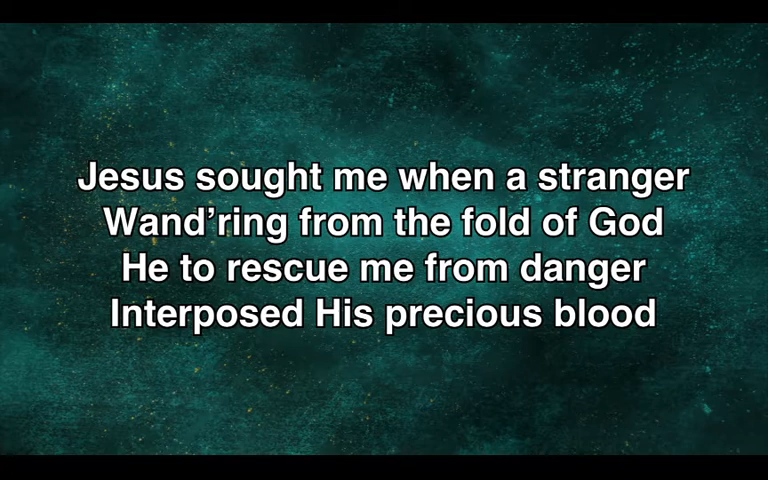 Jesus sought me when a stranger
Wand’ring from the fold of God
He to rescue me from danger
Interposed His precious blood